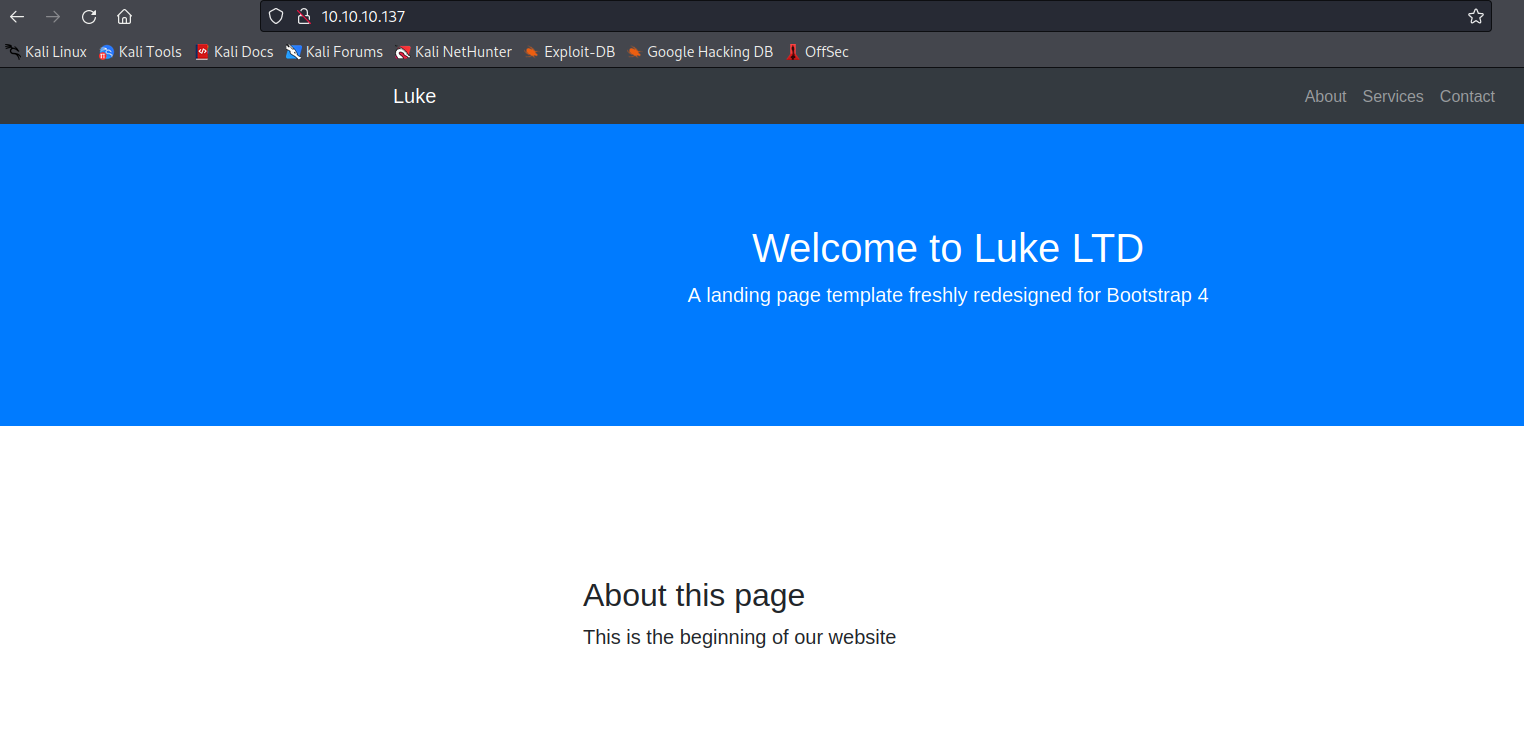 10.10.10.137
Kali Linux Kali Tools Kali Docs Kali Forums Kali NetHunter Exploit-DB Google Hacking DB OffSec
Luke About Services Contact
Welcome to Luke LTD
A landing page template freshly redesigned for Bootstrap 4
About this page
This is the beginning of our website